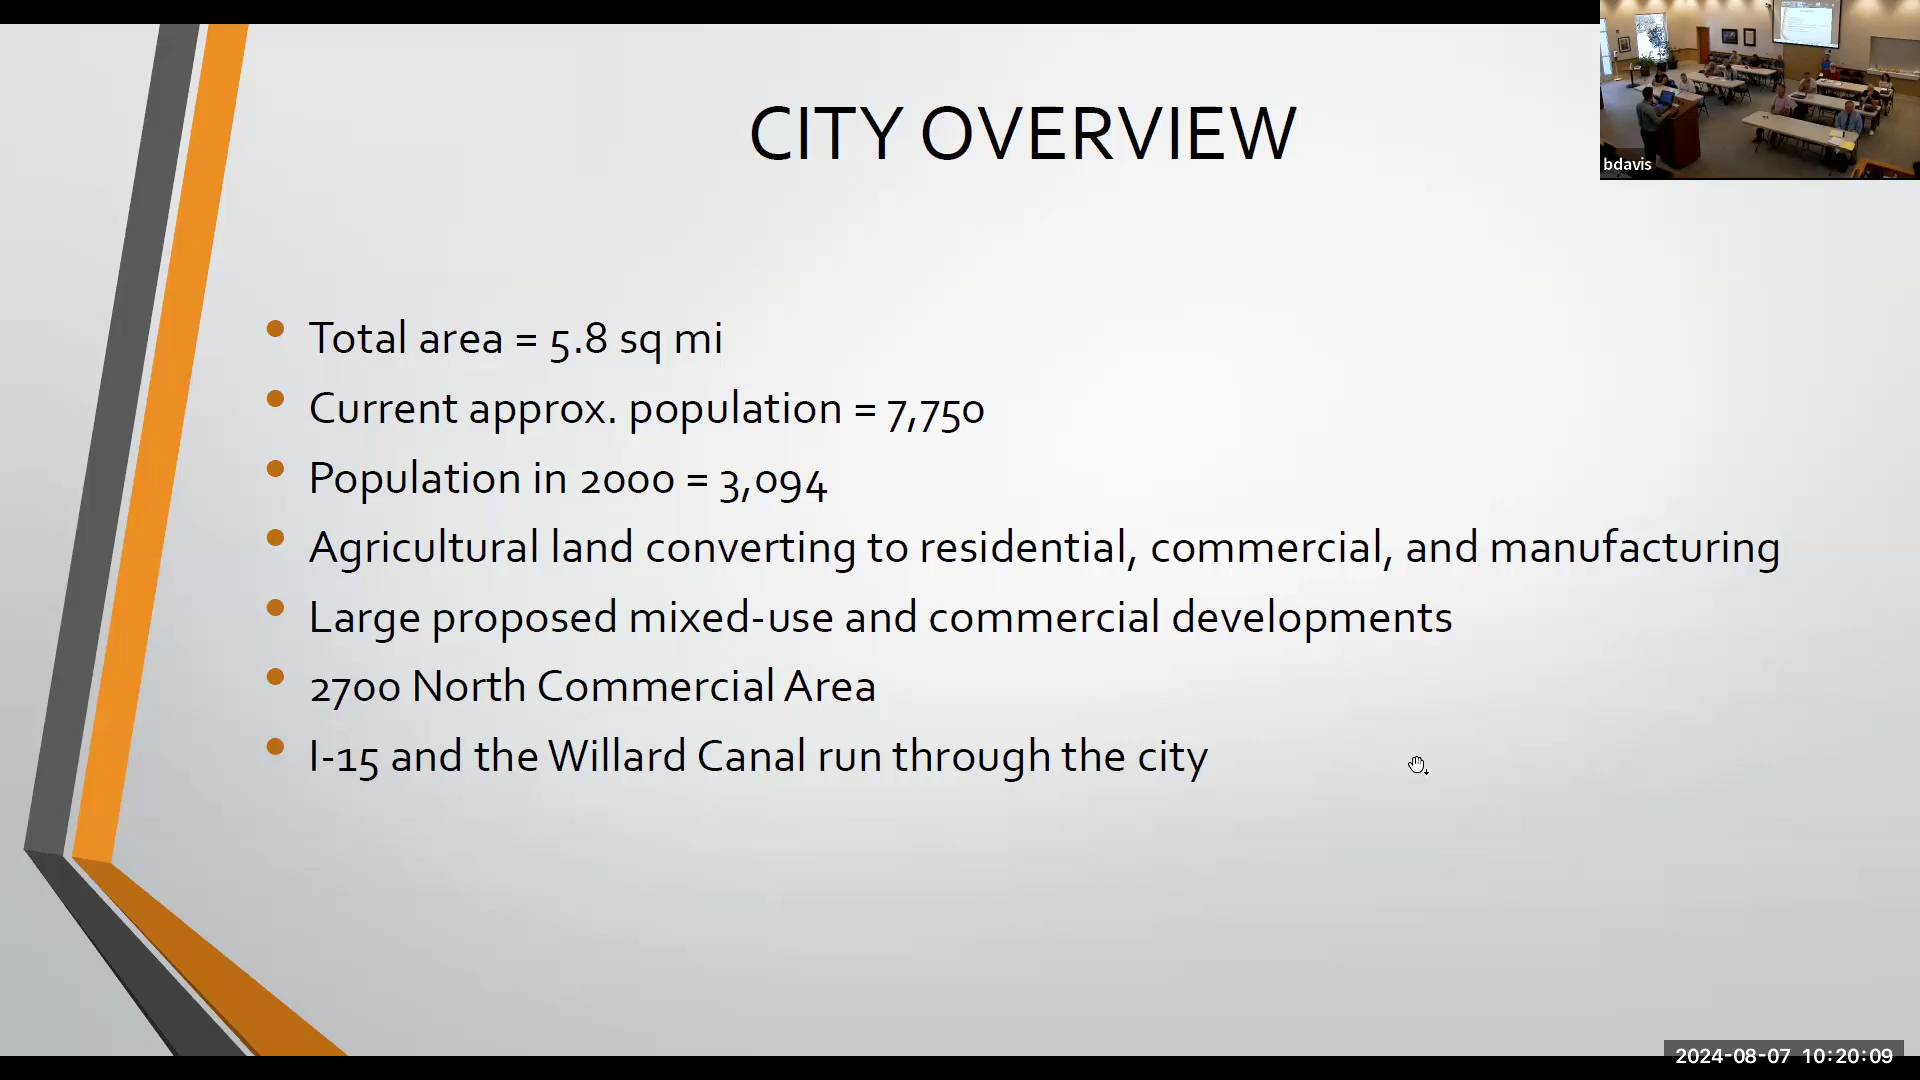 CITY OVERVIEW
bdavis
• Total area = 5.8 sq mi
• Current approx. population = 7,750
• Population in 2000 = 3,094
• Agricultural land converting to residential, commercial, and manufacturing
• Large proposed mixed-use and commercial developments
• 2700 North Commercial Area
• I-15 and the Willard Canal run through the city
2024-08-07 10:20:09